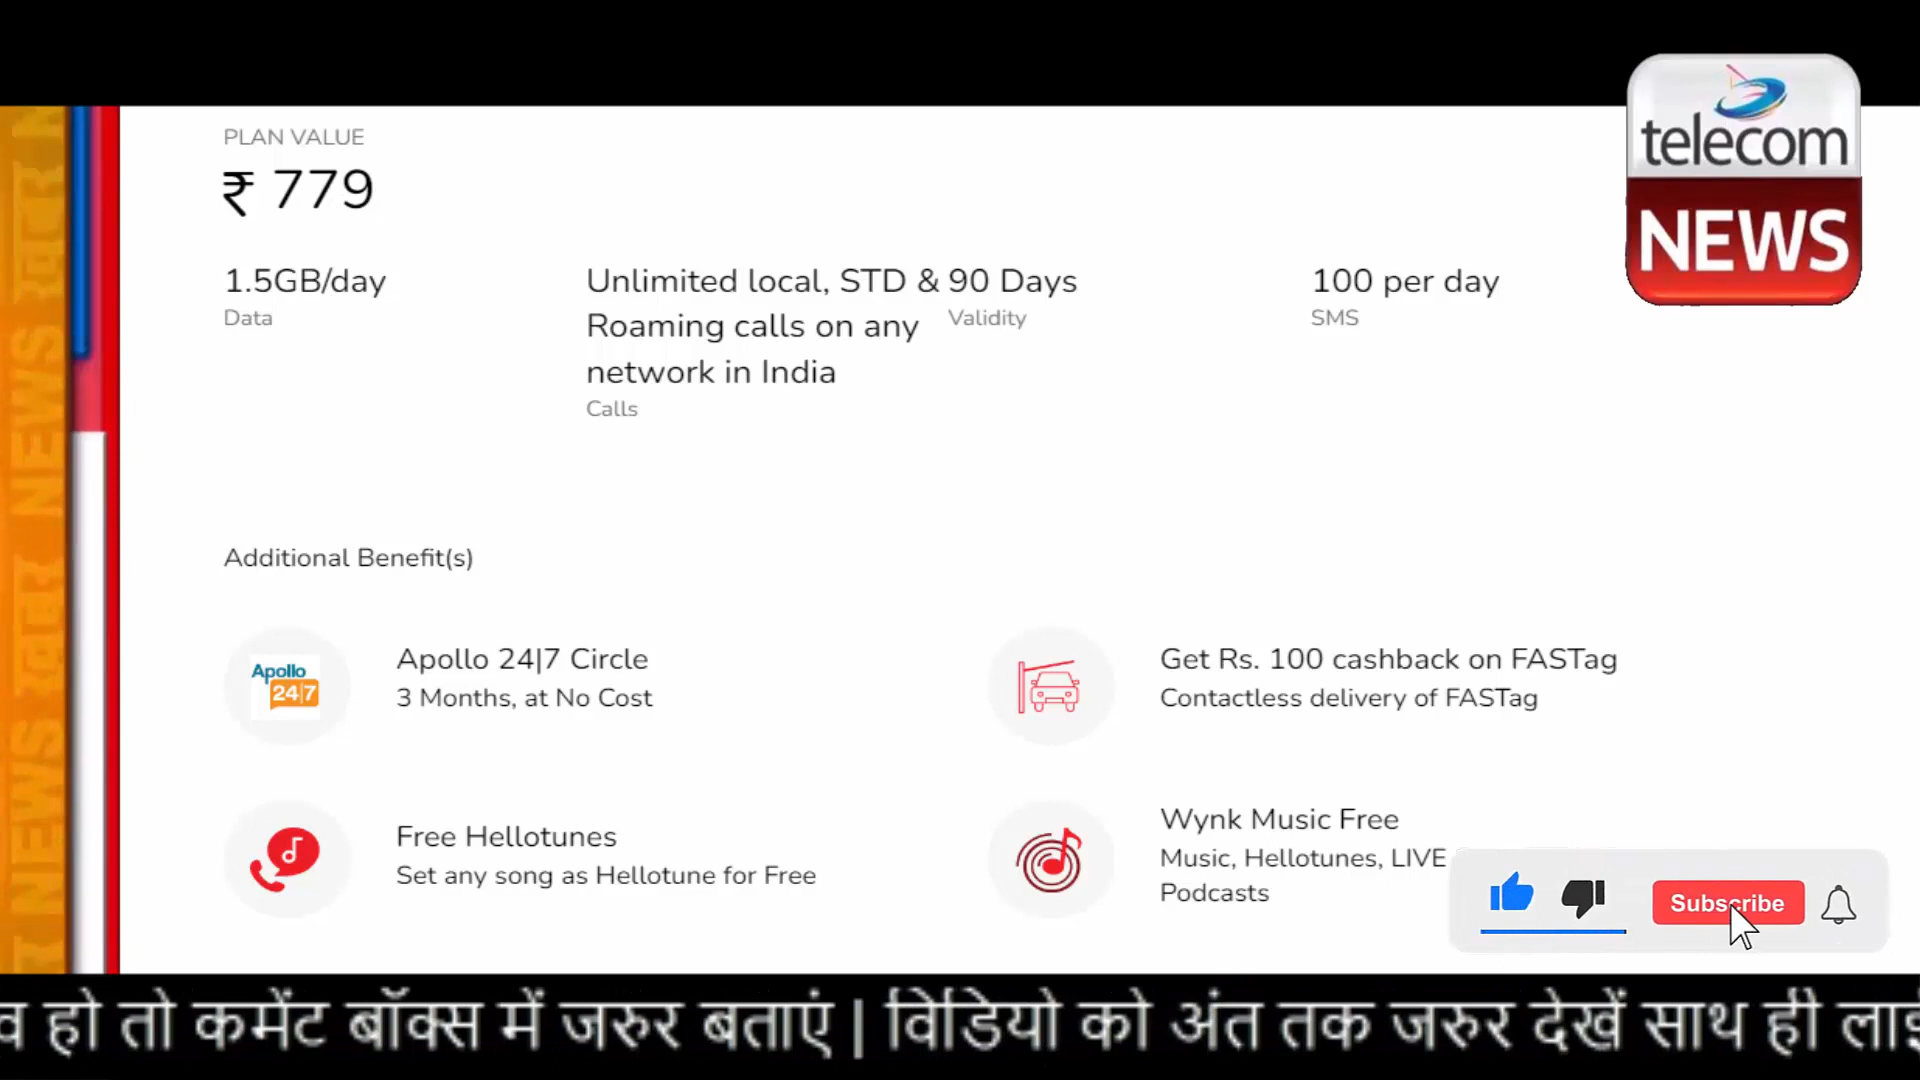 telecom
NEWS
PLAN VALUE
₹ 779
1.5GB/day
Data
Unlimited local, STD &
Roaming calls on any
network in India
Calls
90 Days
Validity
100 per day
SMS
Additional Benefit(s)
Apollo 24|7
Apollo 24|7 Circle
3 Months, at No Cost
Get Rs. 100 cashback on FASTag
Contactless delivery of FASTag
Free Hellotunes
Set any song as Hellotune for Free
Wynk Music Free
Music, Hellotunes, LIVE
Podcasts
Subscribe
NEWS खबर NEWS
हो तो कमेंट बॉक्स में जरुर बताएं | विडियो को अंत तक जरुर देखें साथ ही